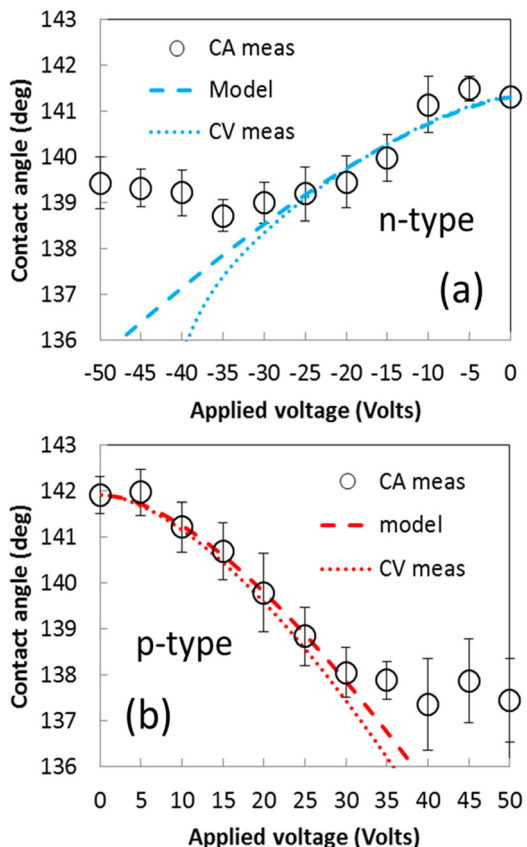 143
142
141
140
139
138
137
136
Contact angle (deg)
CA meas
Model
CV meas
n-type
(a)
-50 -45 -40 -35 -30 -25 -20 -15 -10 -5 0
Applied voltage (Volts)
143
142
141
140
139
138
137
136
Contact angle (deg)
CA meas
model
CV meas
p-type
(b)
0 5 10 15 20 25 30 35 40 45 50
Applied voltage (Volts)